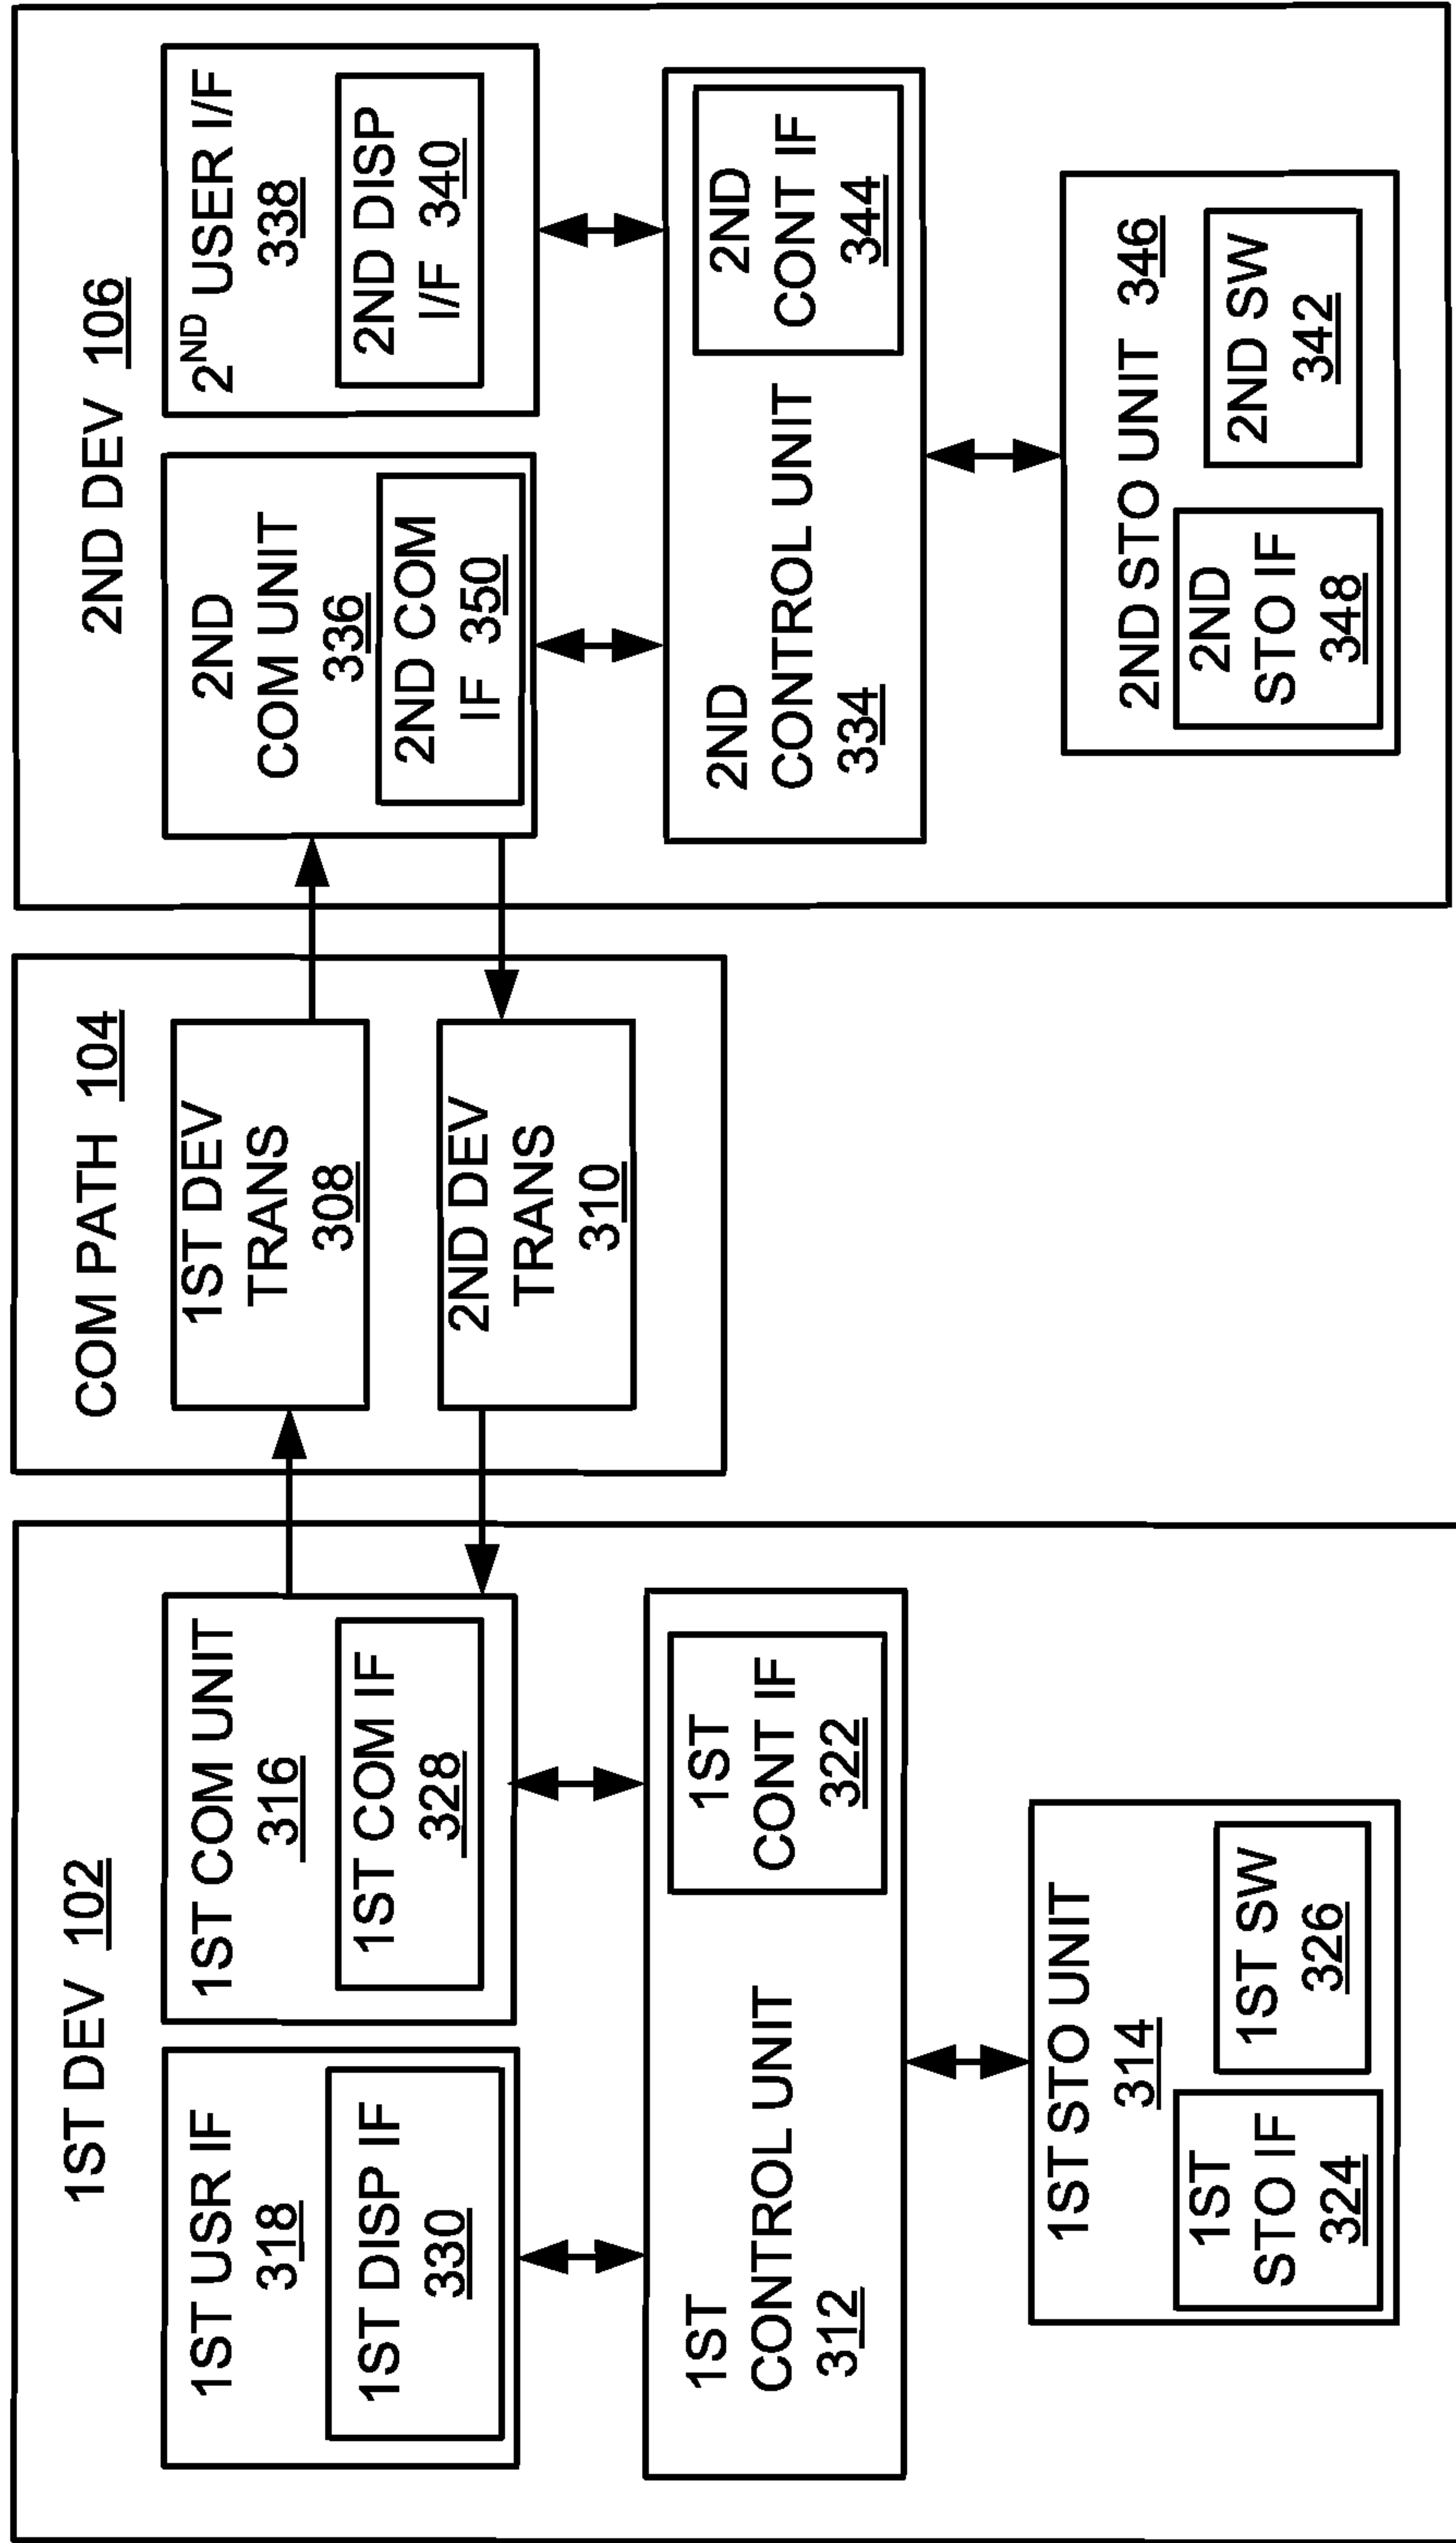 1ST DEV 102
1ST USR IF
318
1ST DISP IF
330
1ST COM UNIT
316
1ST COM IF
328
1ST
CONTROL UNIT
312
1ST
CONT IF
322
1ST STO UNIT
314
1ST
STO IF
324
1ST SW
326
COM PATH 104
1ST DEV
TRANS
308
2ND DEV
TRANS
310
2ND DEV 106
2ND
COM UNIT
336
2ND COM
IF 350
2ND USER I/F
338
2ND DISP
I/F 340
2ND
CONTROL UNIT
334
2ND
CONT IF
344
2ND STO UNIT 346
2ND
STO IF
348
2ND SW
342